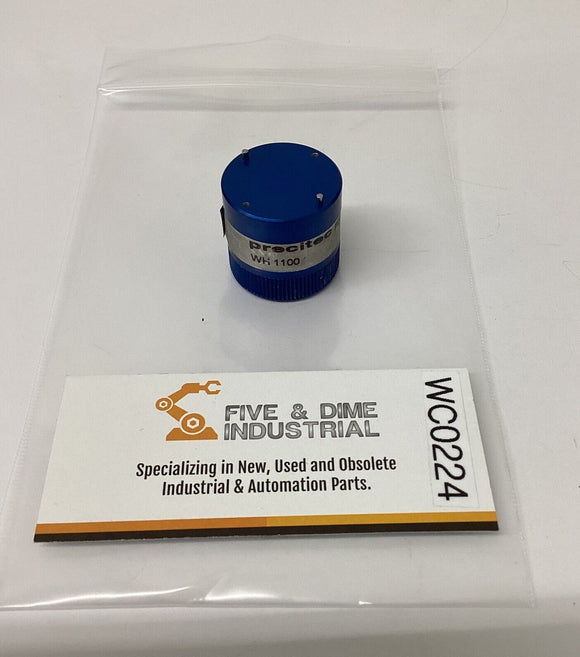 precitec
WH 1100
FIVE & DIME
INDUSTRIAL
Specializing in New, Used and Obsolete
Industrial & Automation Parts.
WC0224